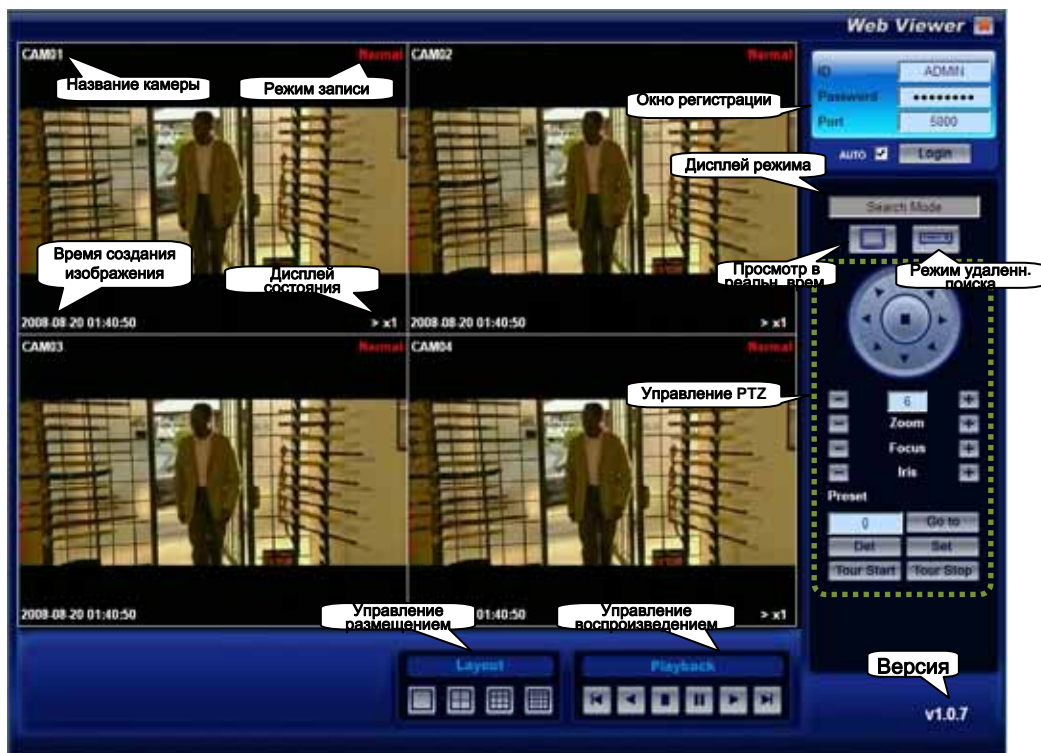 Web Viewer
CAM01
Normal
CAM02
Normal
Название камеры
Режим записи
Окно регистрации
ID
ADMIN
Password
••••••••
Port
5000
AUTO
Login
Дисплей режима
Search Mode
Время создания
изображения
Дисплей
состояния
Просмотр в
реальн. врем
Режим удаленн.
поиска
2008-08-20 01:40:50
> x1
2008-08-20 01:40:50
> x1
CAM03
Normal
CAM04
Normal
Управление PTZ
6
Zoom
Focus
Iris
Preset
0
Go to
Del
Set
Tour Start
Tour Stop
2008-08-20 01:40:50
01:40:50
> x1
Управление
размещением
Управление
воспроизведением
Layout
Playback
Версия
v1.0.7